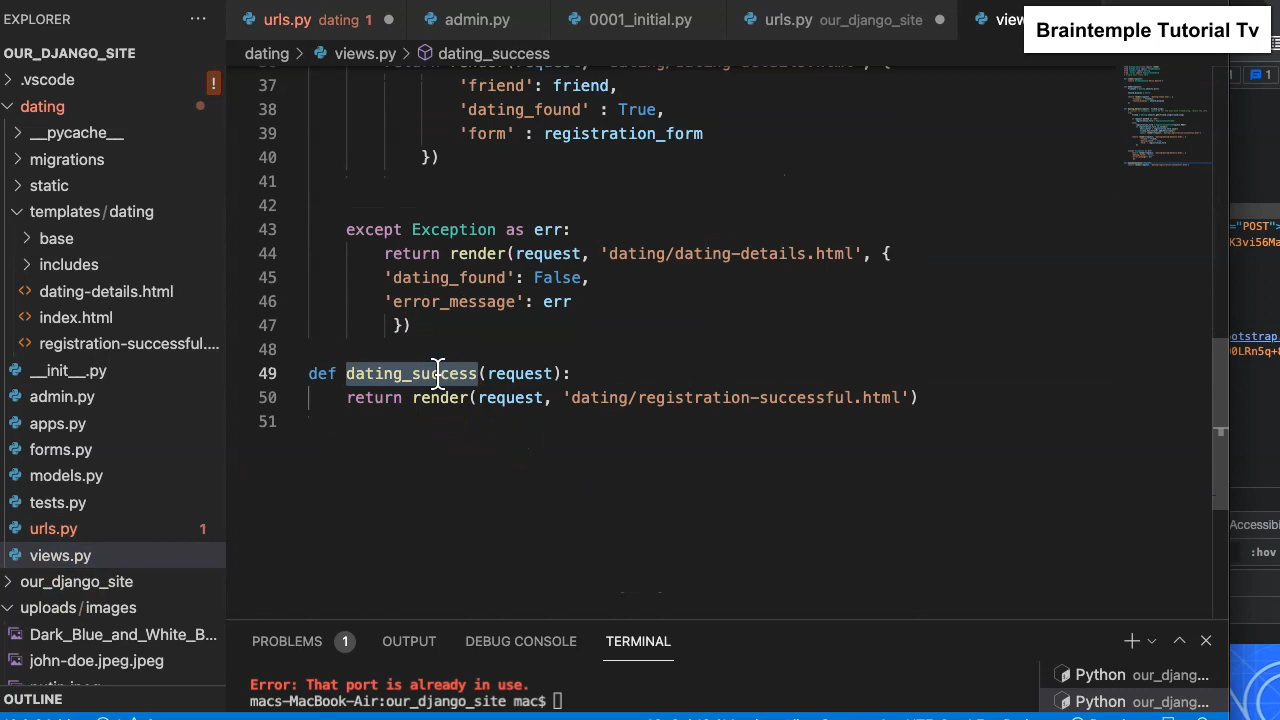 EXPLORER
urls.py dating 1
admin.py
0001_initial.py
urls.py our_django_site
Braintemple Tutorial Tv
OUR_DJANGO_SITE
dating > views.py > dating_success
.vscode
dating
__pycache__
migrations
static
templates/dating
base
includes
dating-details.html
index.html
registration-successful....
__init__.py
admin.py
apps.py
forms.py
models.py
tests.py
urls.py 1
views.py
our_django_site
uploads/images
Dark_Blue_and_White_B...
john-doe.jpeg.jpeg
OUTLINE
37 'friend': friend,
38 'dating_found' : True,
39 'form' : registration_form
40 })
41
42
43 except Exception as err:
44 return render(request, 'dating/dating-details.html', {
45 'dating_found': False,
46 'error_message': err
47 })
48
49 def dating_success(request):
50 return render(request, 'dating/registration-successful.html')
51
1
"POST"
Accessibi
:hov
PROBLEMS 1 OUTPUT DEBUG CONSOLE TERMINAL
Error: That port is already in use.
macs-MacBook-Air:our_django_site mac$
Python our_djang...
Python our_djang...